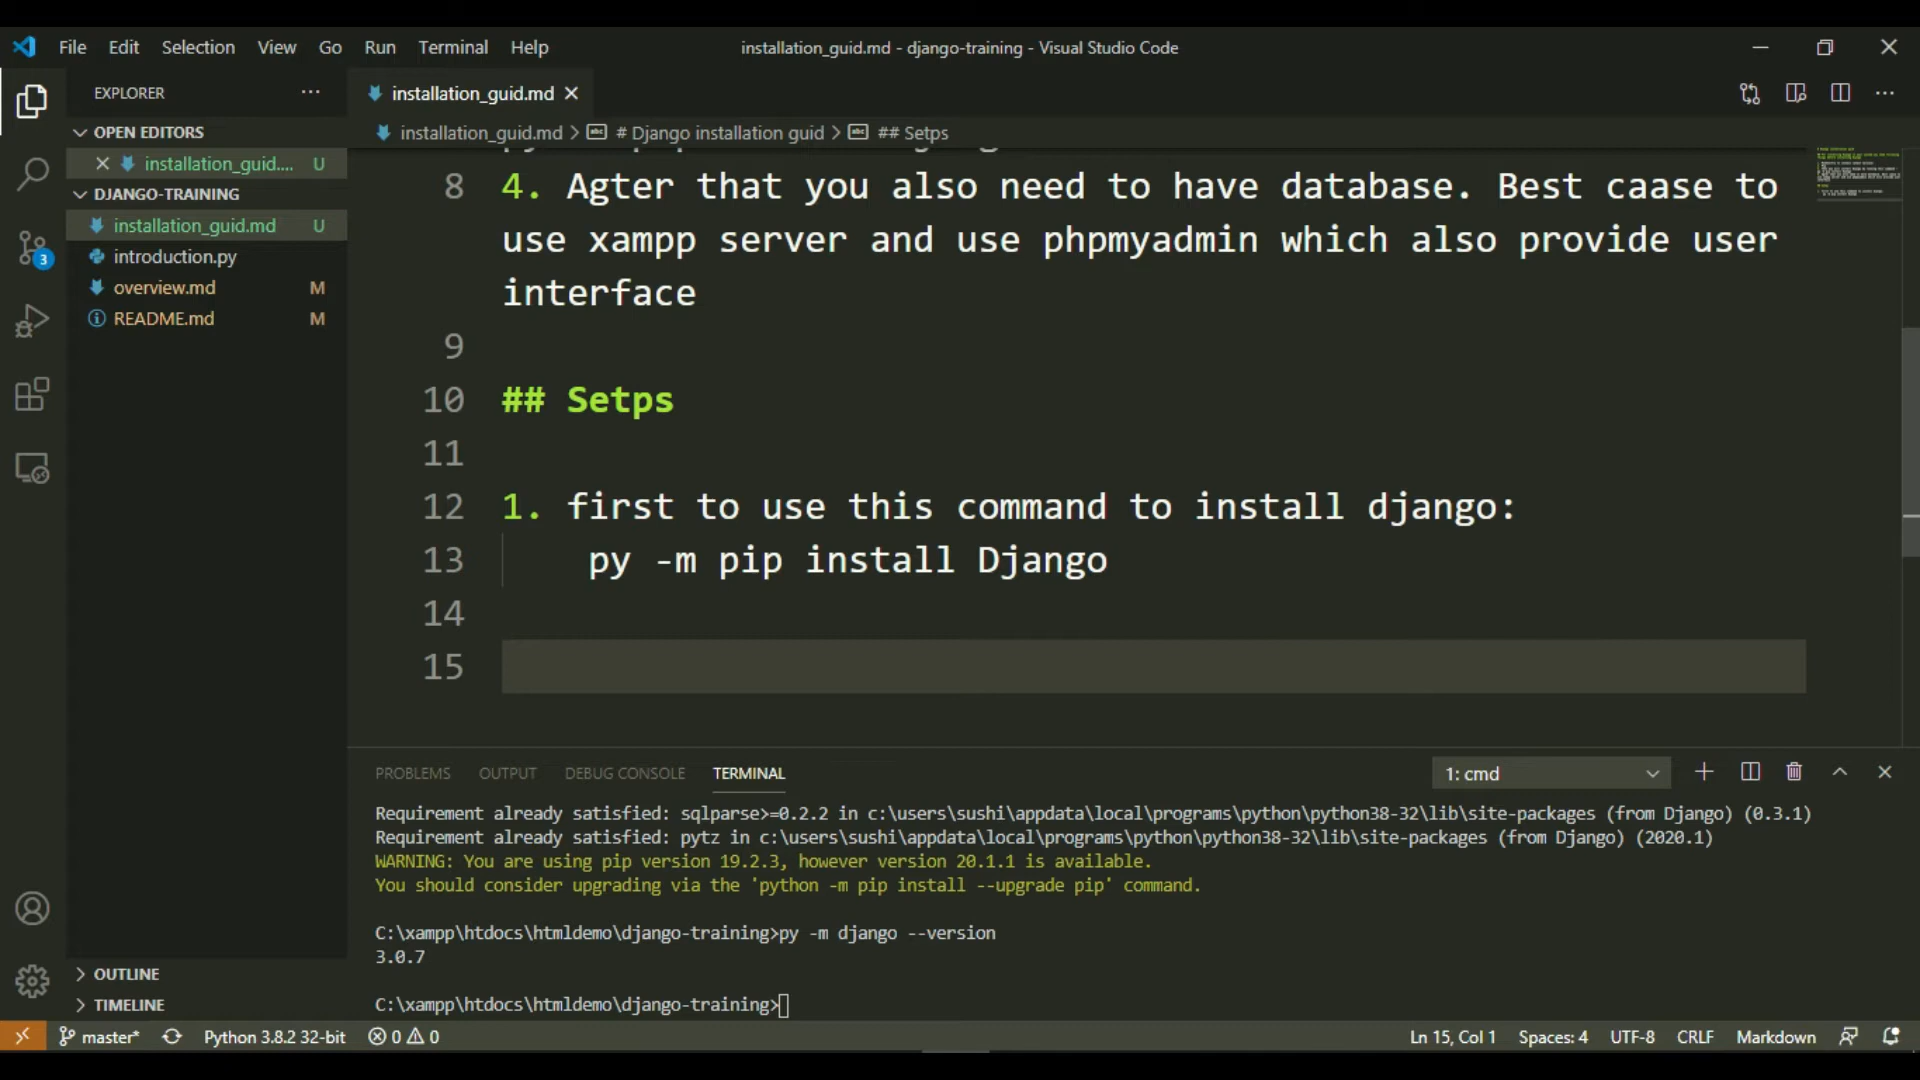 File Edit Selection View Go Run Terminal Help
installation_guid.md - django-training - Visual Studio Code
EXPLORER
installation_guid.md
OPEN EDITORS
installation_guid.md > # Django installation guid > ## Setps
installation_guid.... U
DJANGO-TRAINING
installation_guid.md U
introduction.py
overview.md M
README.md M
3
8 4. Agter that you also need to have database. Best caase to
use xampp server and use phpmyadmin which also provide user
interface
9
10 ## Setps
11
12 1. first to use this command to install django:
13 py -m pip install Django
14
15
PROBLEMS OUTPUT DEBUG CONSOLE TERMINAL
1: cmd
Requirement already satisfied: sqlparse>=0.2.2 in c:\users\sushi\appdata\local\programs\python\python38-32\lib\site-packages (from Django) (0.3.1)
Requirement already satisfied: pytz in c:\users\sushi\appdata\local\programs\python\python38-32\lib\site-packages (from Django) (2020.1)
WARNING: You are using pip version 19.2.3, however version 20.1.1 is available.
You should consider upgrading via the 'python -m pip install --upgrade pip' command.
C:\xampp\htdocs\htmldemo\django-training>py -m django --version
3.0.7
C:\xampp\htdocs\htmldemo\django-training>
OUTLINE
TIMELINE
master* Python 3.8.2 32-bit 0 0
Ln 15, Col 1 Spaces: 4 UTF-8 CRLF Markdown